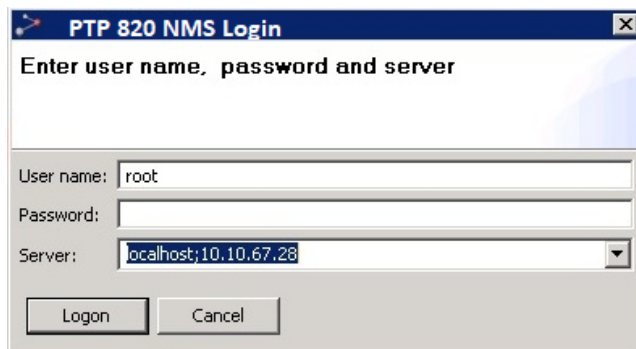 PTP 820 NMS Login
Enter user name, password and server
User name: root
Password:
Server: localhost;10.10.67.28
Logon Cancel